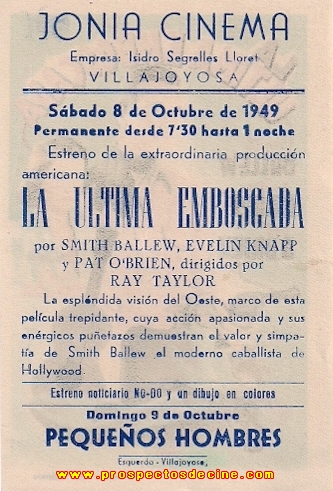 JONIA CINEMA
Empresa: Isidro Segrelles Lloret
VILLAJOYOSA
Sábado 8 de Octubre de 1949
Permanente desde 7'30 hasta 1 noche
Estreno de la extraordinaria producción
americana:
LA ULTIMA EMBOSCADA
por SMITH BALLEW, EVELIN KNAPP
y PAT O'BRIEN, dirigidos por
RAY TAYLOR
La espléndida visión del Oeste, marco de esta
película trepidante, cuya acción apasionada y sus
enérgicos puñetazos demuestran el valor y simpa-
tía de Smith Ballew el moderno caballista de
Hollywood.
Estreno noticiario NO-DO y un dibujo en colores
Domingo 9 de Octubre
PEQUEÑOS HOMBRES
Esquerdo.-Villajoyosa,
www.prospectosdecine.com